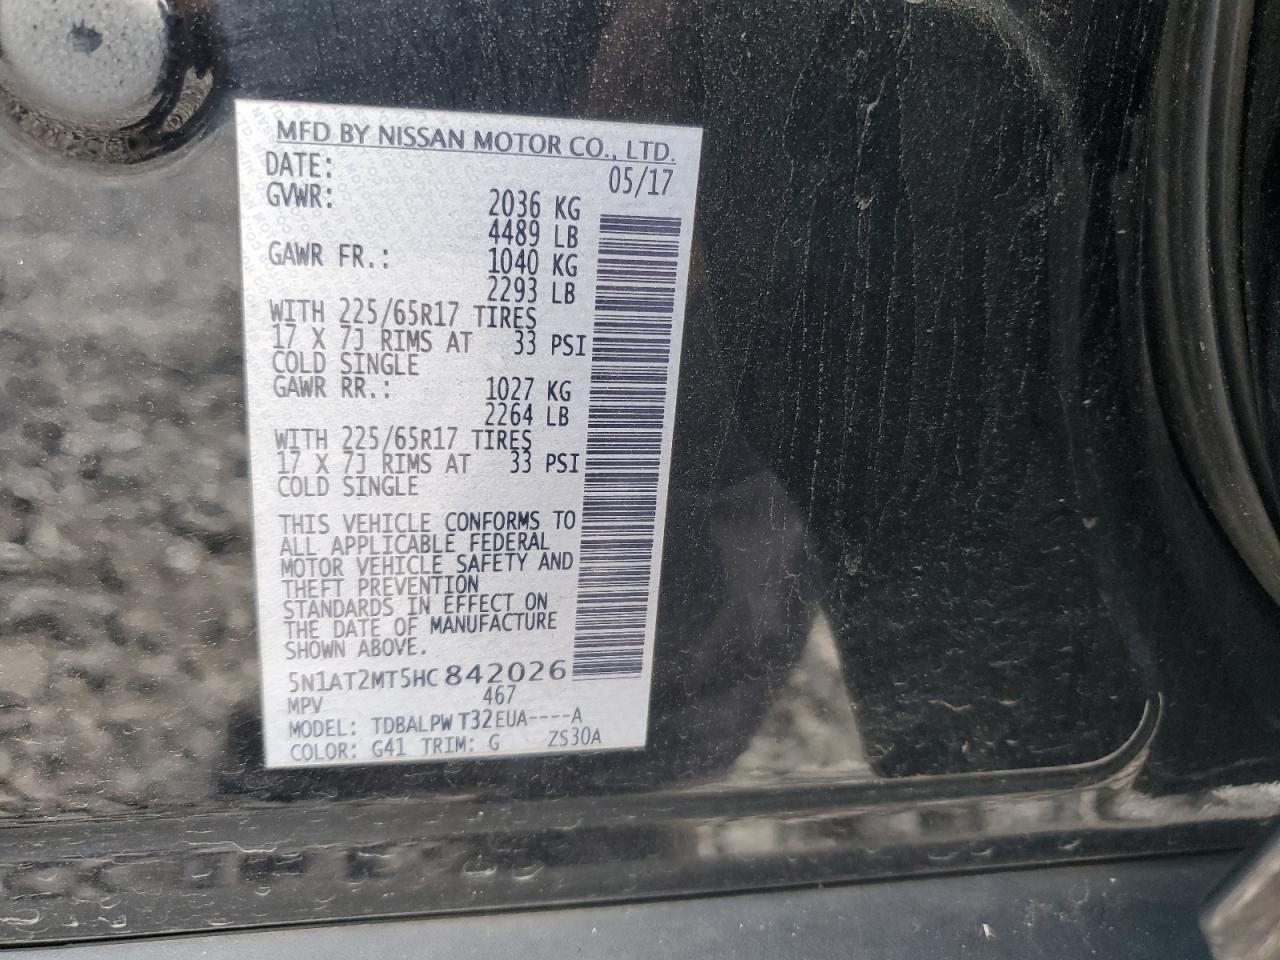 MFD BY NISSAN MOTOR CO., LTD.
DATE: 05/17
GVWR: 2036 KG
4489 LB
GAWR FR.: 1040 KG
2293 LB
WITH 225/65R17 TIRES
17 X 7J RIMS AT 33 PSI
COLD SINGLE
GAWR RR.: 1027 KG
2264 LB
WITH 225/65R17 TIRES
17 X 7J RIMS AT 33 PSI
COLD SINGLE
THIS VEHICLE CONFORMS TO
ALL APPLICABLE FEDERAL
MOTOR VEHICLE SAFETY AND
THEFT PREVENTION
STANDARDS IN EFFECT ON
THE DATE OF MANUFACTURE
SHOWN ABOVE.
5N1AT2MT5HC842026
MPV 467
MODEL: TDBALPW T32EUA----A
COLOR: G41 TRIM: G ZS30A